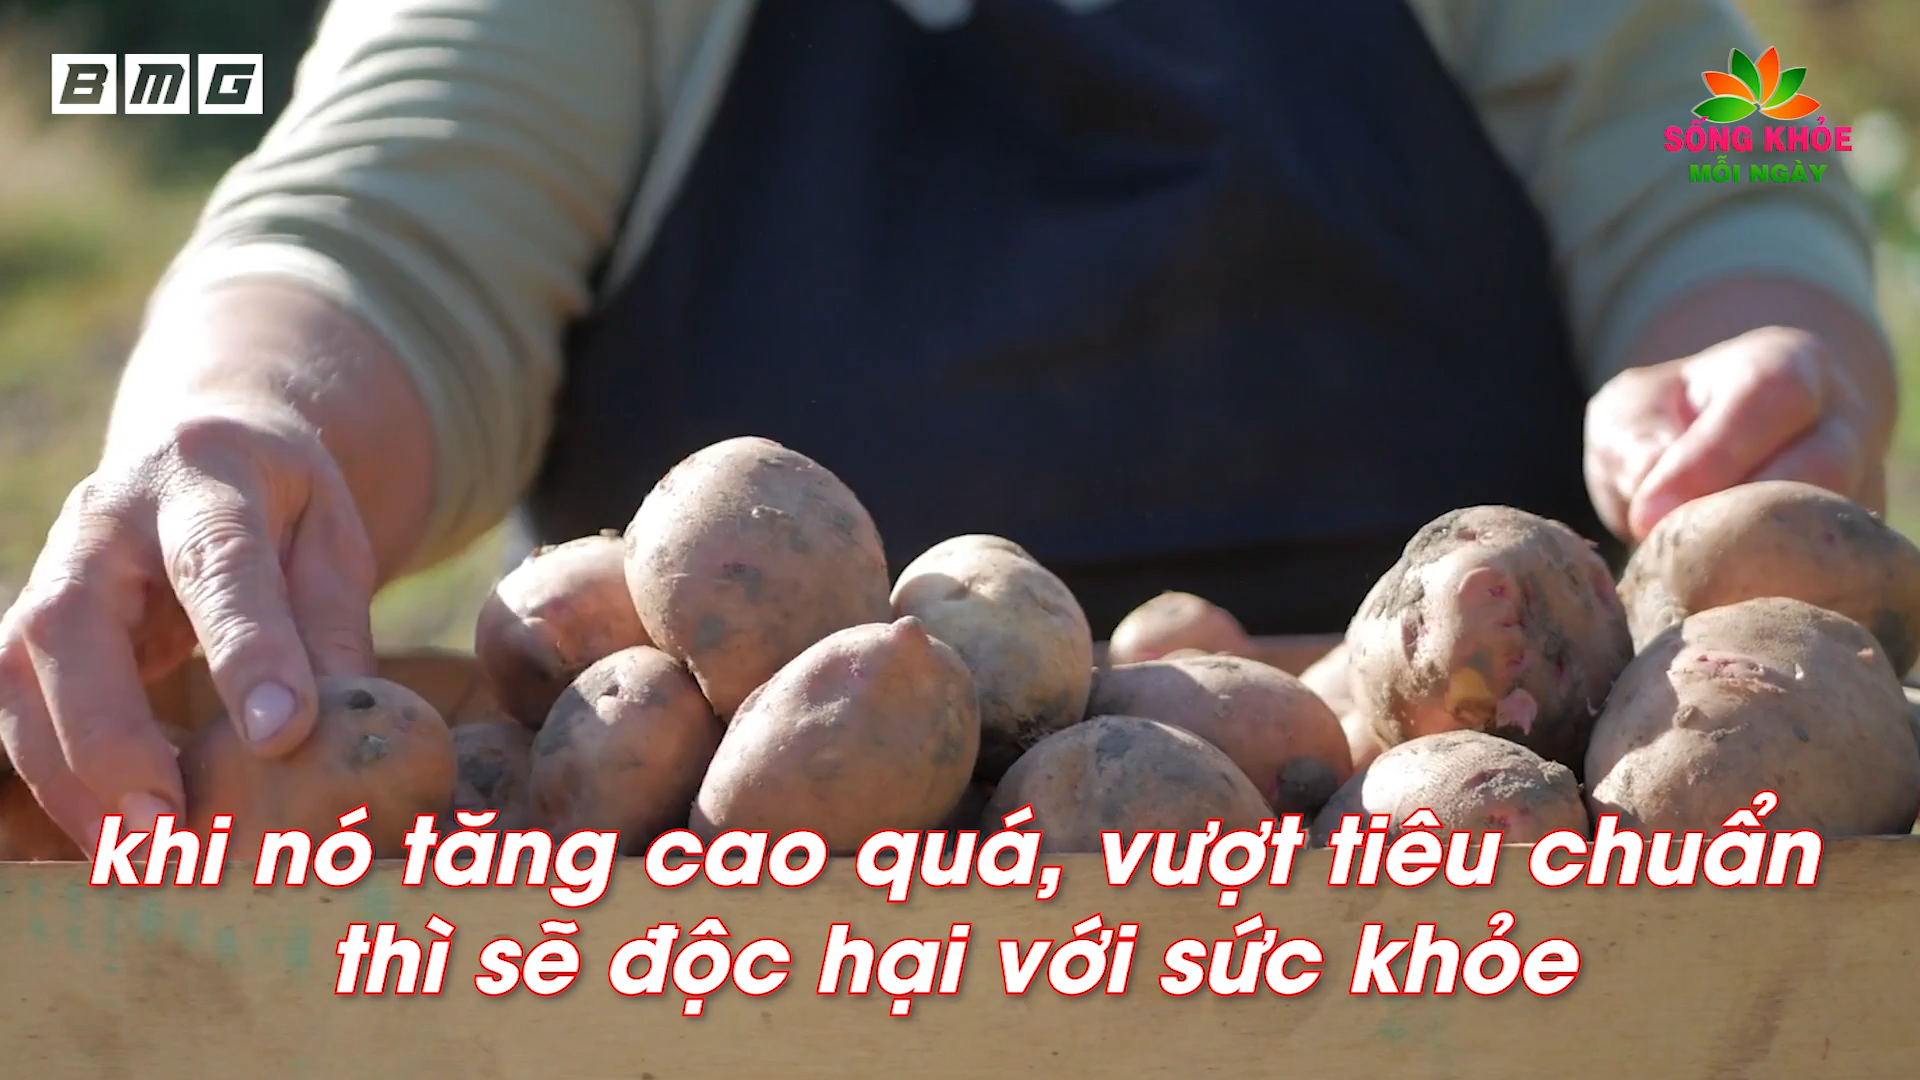 BMG
SỐNG KHỎE
MỖI NGÀY
khi nó tăng cao quá, vượt tiêu chuẩn
thì sẽ độc hại với sức khỏe